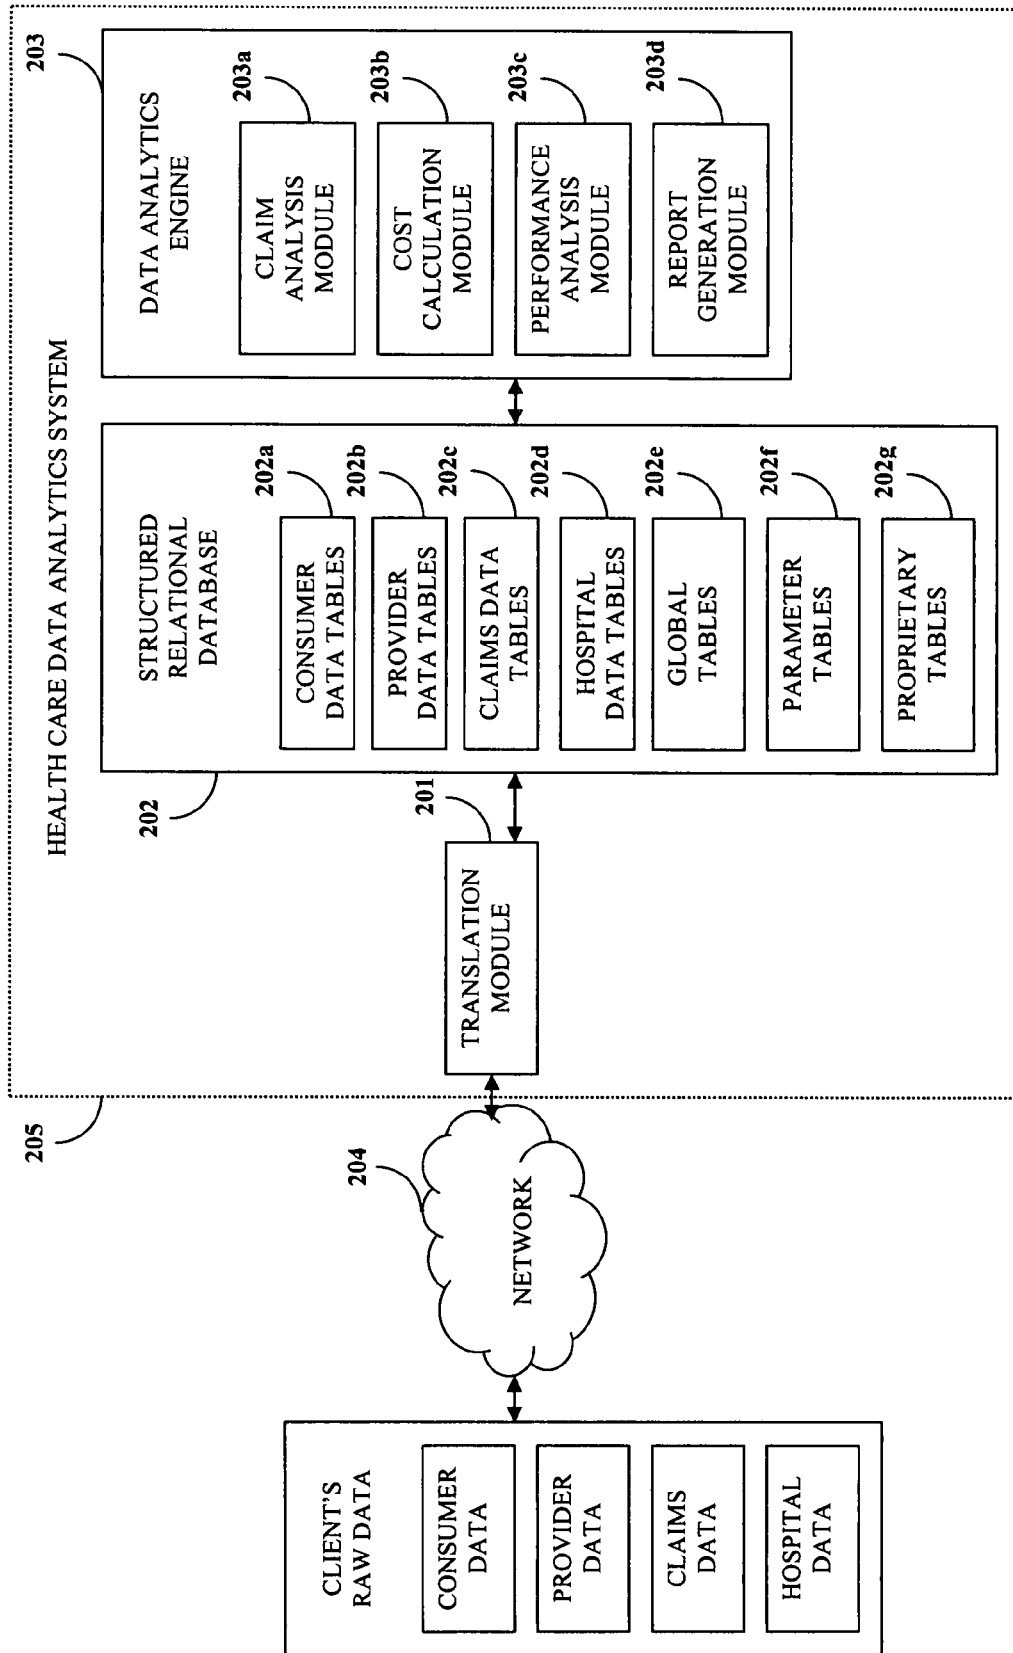 HEALTH CARE DATA ANALYTICS SYSTEM
205
CLIENT'S
RAW DATA
CONSUMER
DATA
PROVIDER
DATA
CLAIMS
DATA
HOSPITAL
DATA
204
NETWORK
201
TRANSLATION
MODULE
202
STRUCTURED
RELATIONAL
DATABASE
202a
CONSUMER
DATA TABLES
202b
PROVIDER
DATA TABLES
202c
CLAIMS DATA
TABLES
202d
HOSPITAL
DATA TABLES
202e
GLOBAL
TABLES
202f
PARAMETER
TABLES
202g
PROPRIETARY
TABLES
203
DATA ANALYTICS
ENGINE
203a
CLAIM
ANALYSIS
MODULE
203b
COST
CALCULATION
MODULE
203c
PERFORMANCE
ANALYSIS
MODULE
203d
REPORT
GENERATION
MODULE